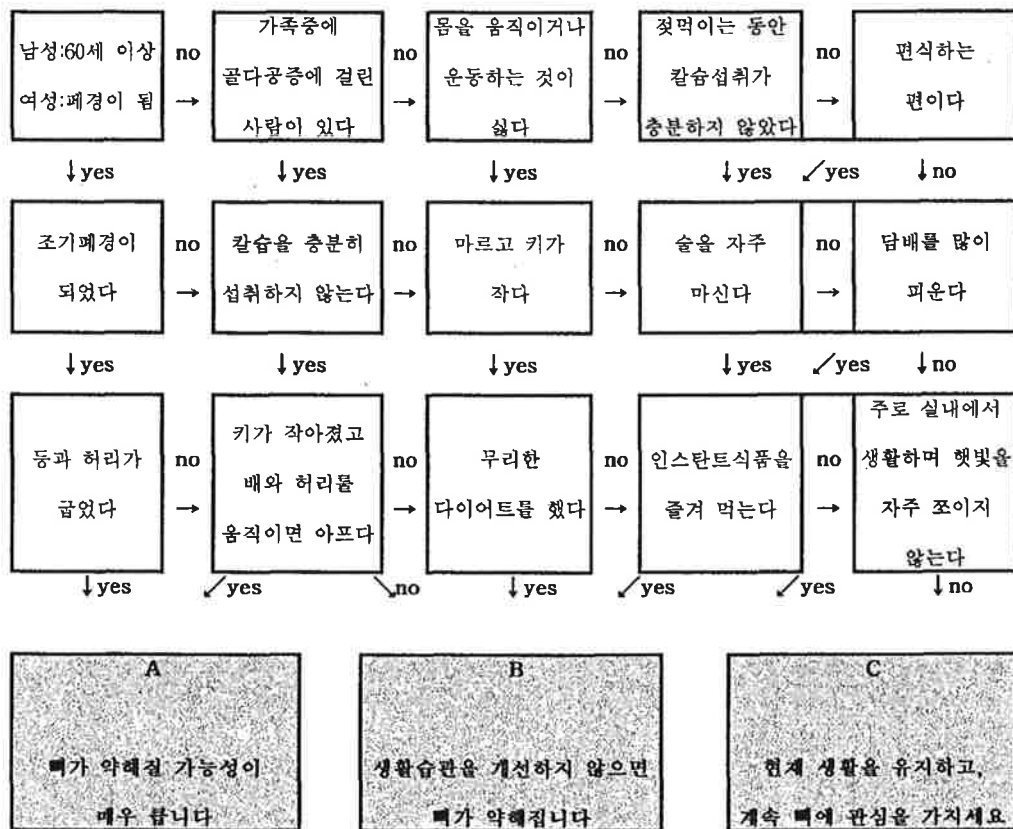 남성:60세 이상
여성:폐경이 됨
no
→
가족중에
골다공증에 걸린
사람이 있다
no
→
몸을 움직이거나
운동하는 것이
싫다
no
→
젖먹이는 동안
칼슘섭취가
충분하지 않았다
no
→
편식하는
편이다
↓yes
↓yes
↓yes
↓yes
↙yes
↓no
조기폐경이
되었다
no
→
칼슘을 충분히
섭취하지 않는다
no
→
마르고 키가
작다
no
→
술을 자주
마신다
no
→
담배를 많이
피운다
↓yes
↓yes
↓yes
↓yes
↙yes
↓no
등과 허리가
굽었다
no
→
키가 작아졌고
배와 허리를
움직이면 아프다
no
→
무리한
다이어트를 했다
no
→
인스탄트식품을
즐겨 먹는다
no
→
주로 실내에서
생활하며 햇빛을
자주 쪼이지
않는다
↓yes
↙yes
↘no
↓yes
↙yes
↙yes
↓no
A
뼈가 약해질 가능성이
매우 큽니다
B
생활습관을 개선하지 않으면
뼈가 약해집니다
C
현재 생활을 유지하고,
계속 뼈에 관심을 가지세요